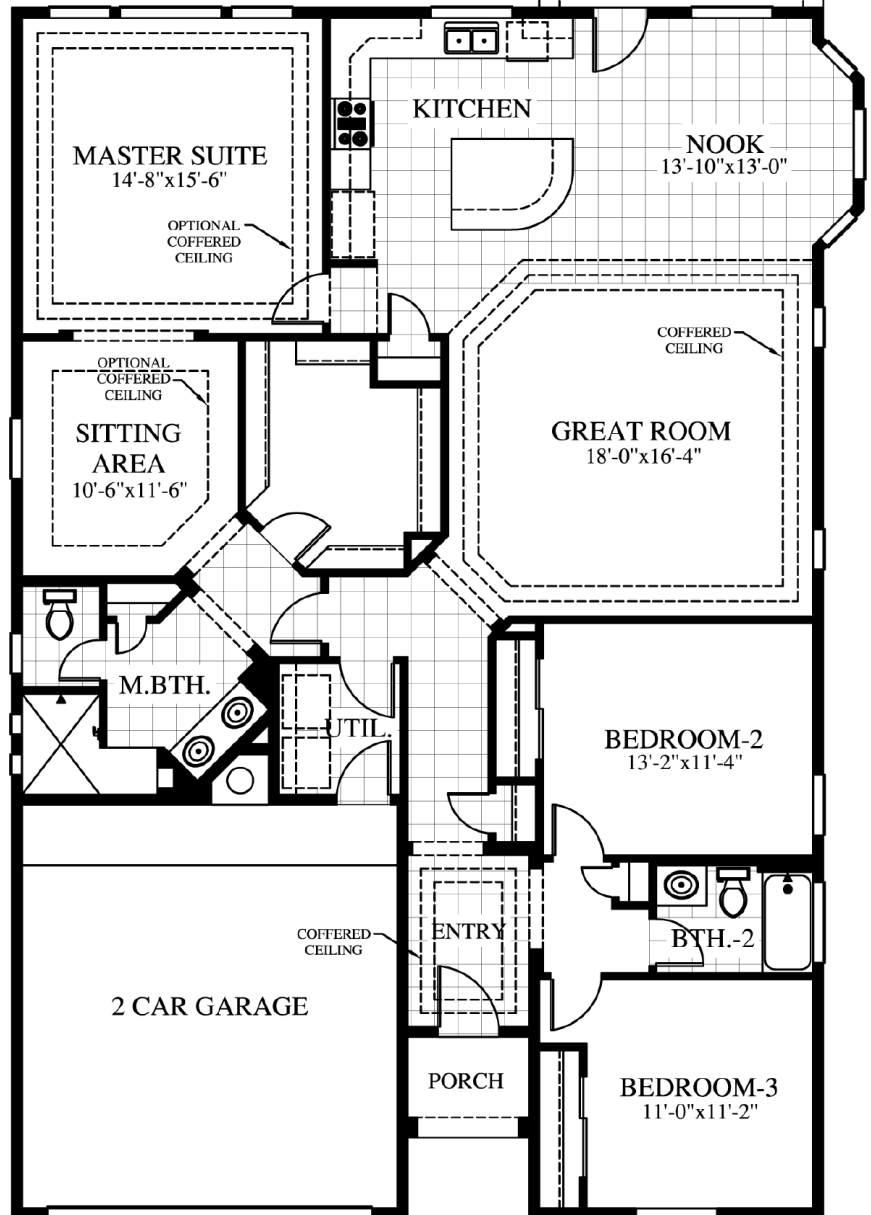 KITCHEN
MASTER SUITE
14'-8"x15'-6"
NOOK
13'-10"x13'-0"
OPTIONAL
COFFERED
CEILING
COFFERED
CEILING
OPTIONAL
COFFERED
CEILING
SITTING
AREA
10'-6"x11'-6"
GREAT ROOM
18'-0"x16'-4"
M.BTH.
UTIL.
BEDROOM-2
13'-2"x11'-4"
COFFERED
CEILING
ENTRY
BTH.-2
2 CAR GARAGE
PORCH
BEDROOM-3
11'-0"x11'-2"